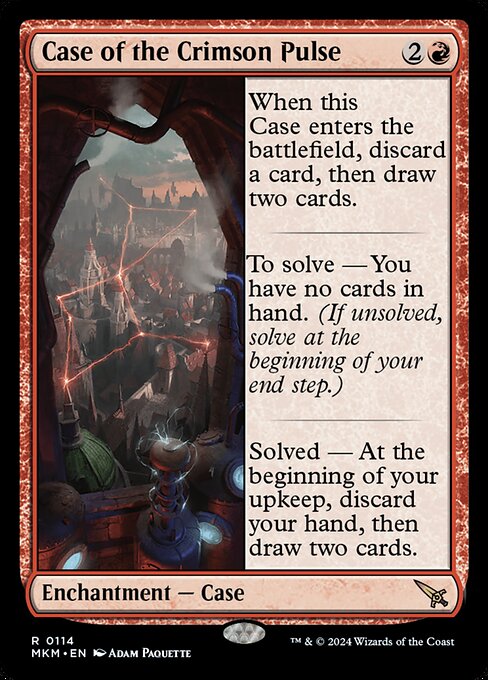 Case of the Crimson Pulse 2
When this
Case enters the
battlefield, discard
a card, then draw
two cards.
To solve — You
have no cards in
hand. (If unsolved,
solve at the
beginning of your
end step.)
Solved — At the
beginning of your
upkeep, discard
your hand, then
draw two cards.
Enchantment — Case
R 0114
MKM • EN Adam Paquette
™ & © 2024 Wizards of the Coast